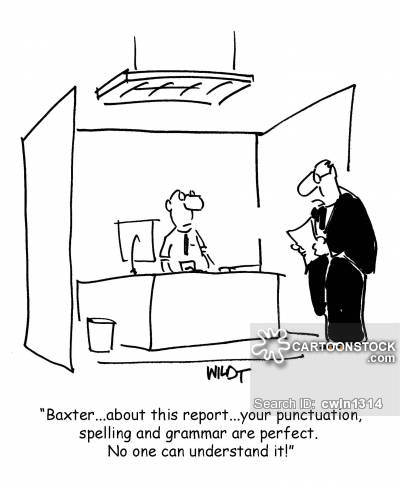 CARTOONSTOCK
.com
Search ID: cwln1314
WILDT
"Baxter...about this report...your punctuation,
spelling and grammar are perfect.
No one can understand it!"